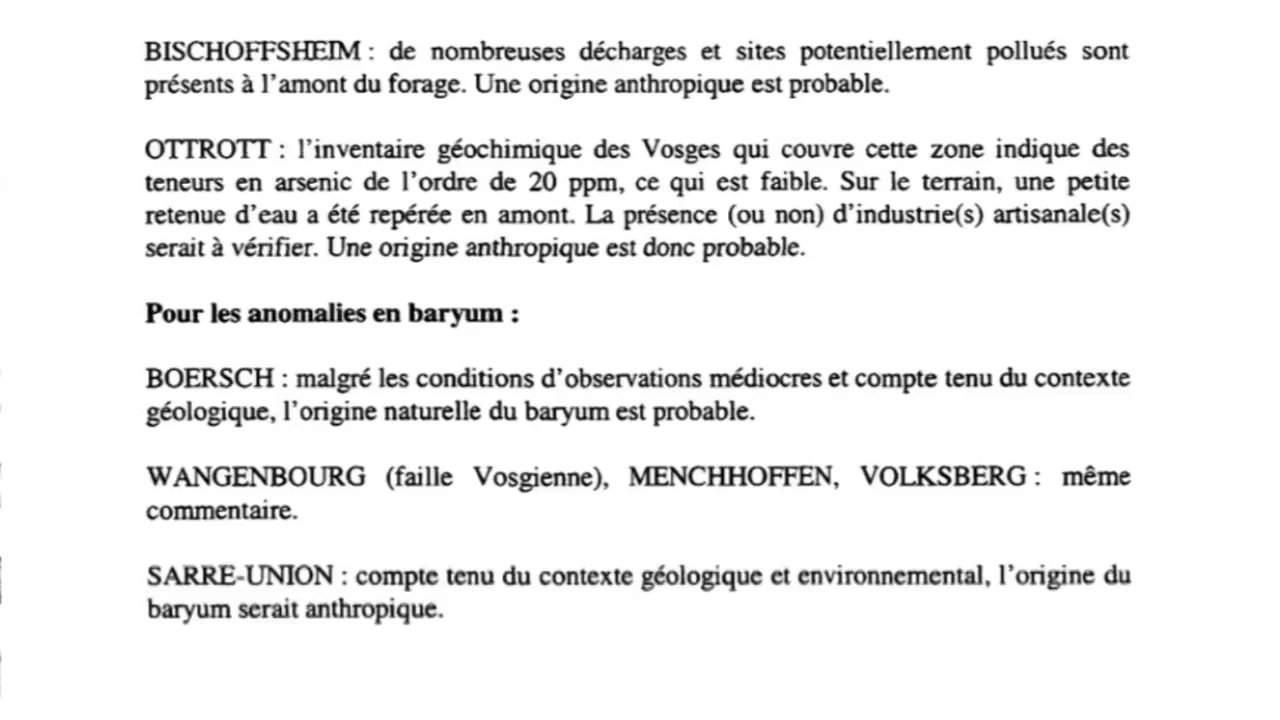 BISCHOFFSHEIM : de nombreuses décharges et sites potentiellement pollués sont
présents à l'amont du forage. Une origine anthropique est probable.
OTTROTT : l'inventaire géochimique des Vosges qui couvre cette zone indique des
teneurs en arsenic de l'ordre de 20 ppm, ce qui est faible. Sur le terrain, une petite
retenue d'eau a été repérée en amont. La présence (ou non) d'industrie(s) artisanale(s)
serait à vérifier. Une origine anthropique est donc probable.
Pour les anomalies en baryum :
BOERSCH : malgré les conditions d'observations médiocres et compte tenu du contexte
géologique, l'origine naturelle du baryum est probable.
WANGENBOURG (faille Vosgienne), MENCHHOFFEN, VOLKSBERG : même
commentaire.
SARRE-UNION : compte tenu du contexte géologique et environnemental, l'origine du
baryum serait anthropique.